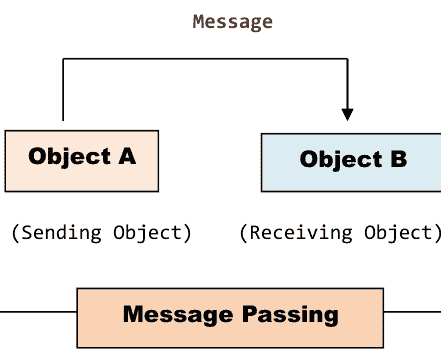 Message
Object A
Object B
(Sending Object)
(Receiving Object)
Message Passing